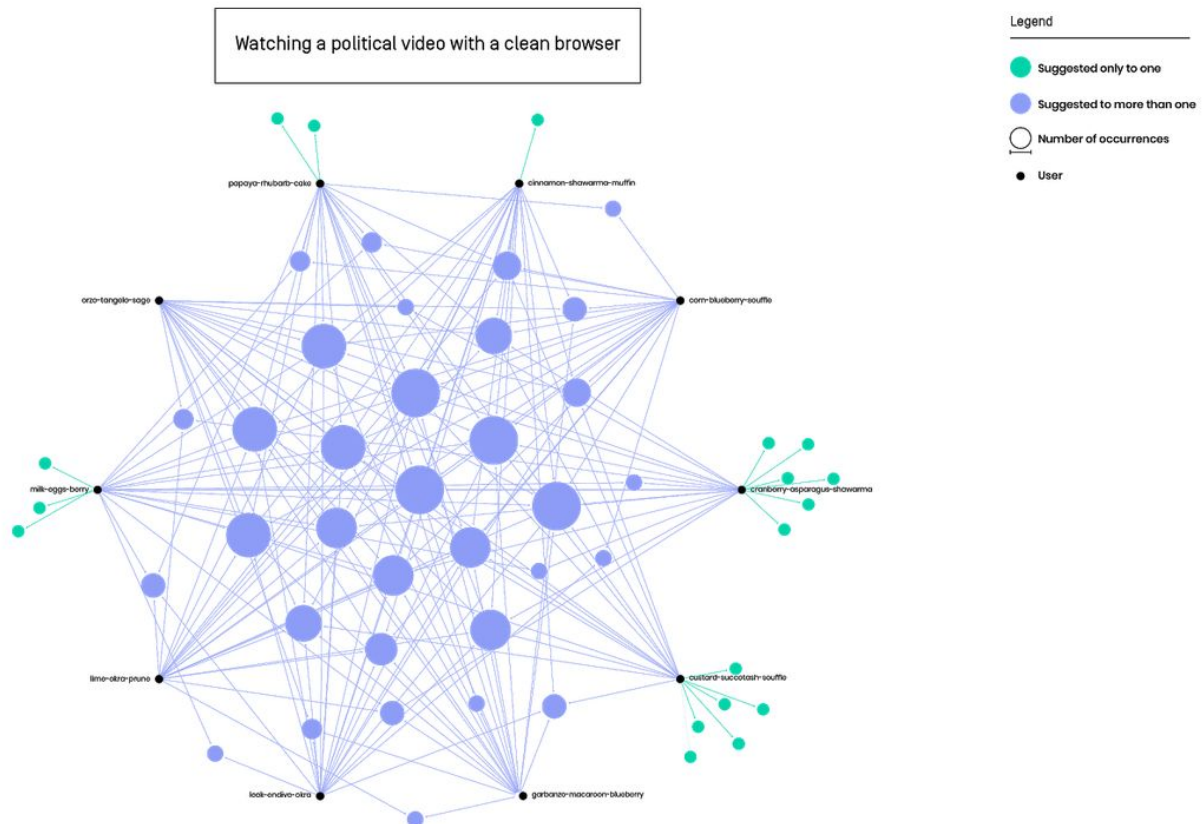 Watching a political video with a clean browser
Legend
Suggested only to one
Suggested to more than one
Number of occurrences
User
papaya-rhubarb-cake
cinnamon-shawarma-muffin
orzo-tangelo-sage
corn-blueberry-souffle
milk-eggs-berry
cranberry-asparagus-shawarma
lime-okra-prune
custard-succotash-souffle
leek-endive-okra
garbanzo-macaroon-blueberry